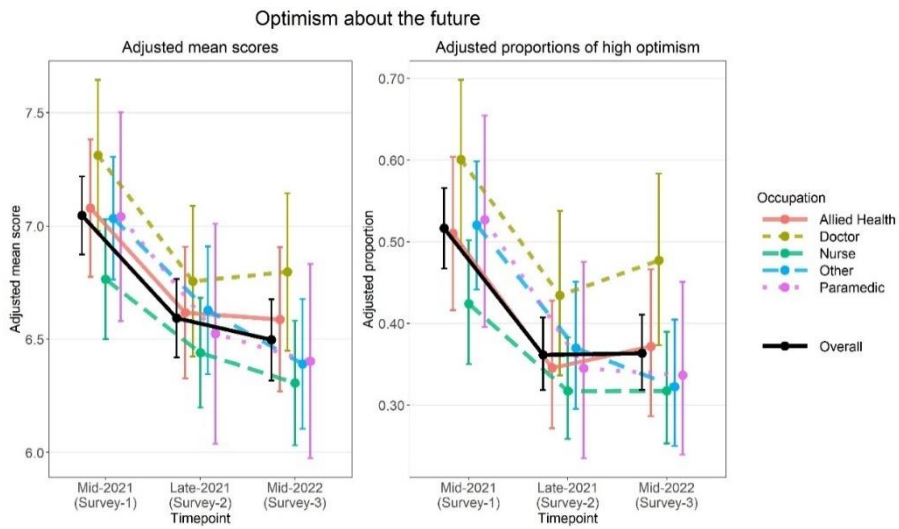 Optimism about the future
Adjusted mean scores
Adjusted proportions of high optimism
Adjusted mean score
7.5
7.0
6.5
6.0
Mid-2021
(Survey-1)
Late-2021
(Survey-2)
Mid-2022
(Survey-3)
Timepoint
Adjusted proportion
0.70
0.60
0.50
0.40
0.30
Mid-2021
(Survey-1)
Late-2021
(Survey-2)
Mid-2022
(Survey-3)
Timepoint
Occupation
Allied Health
Doctor
Nurse
Other
Paramedic
Overall